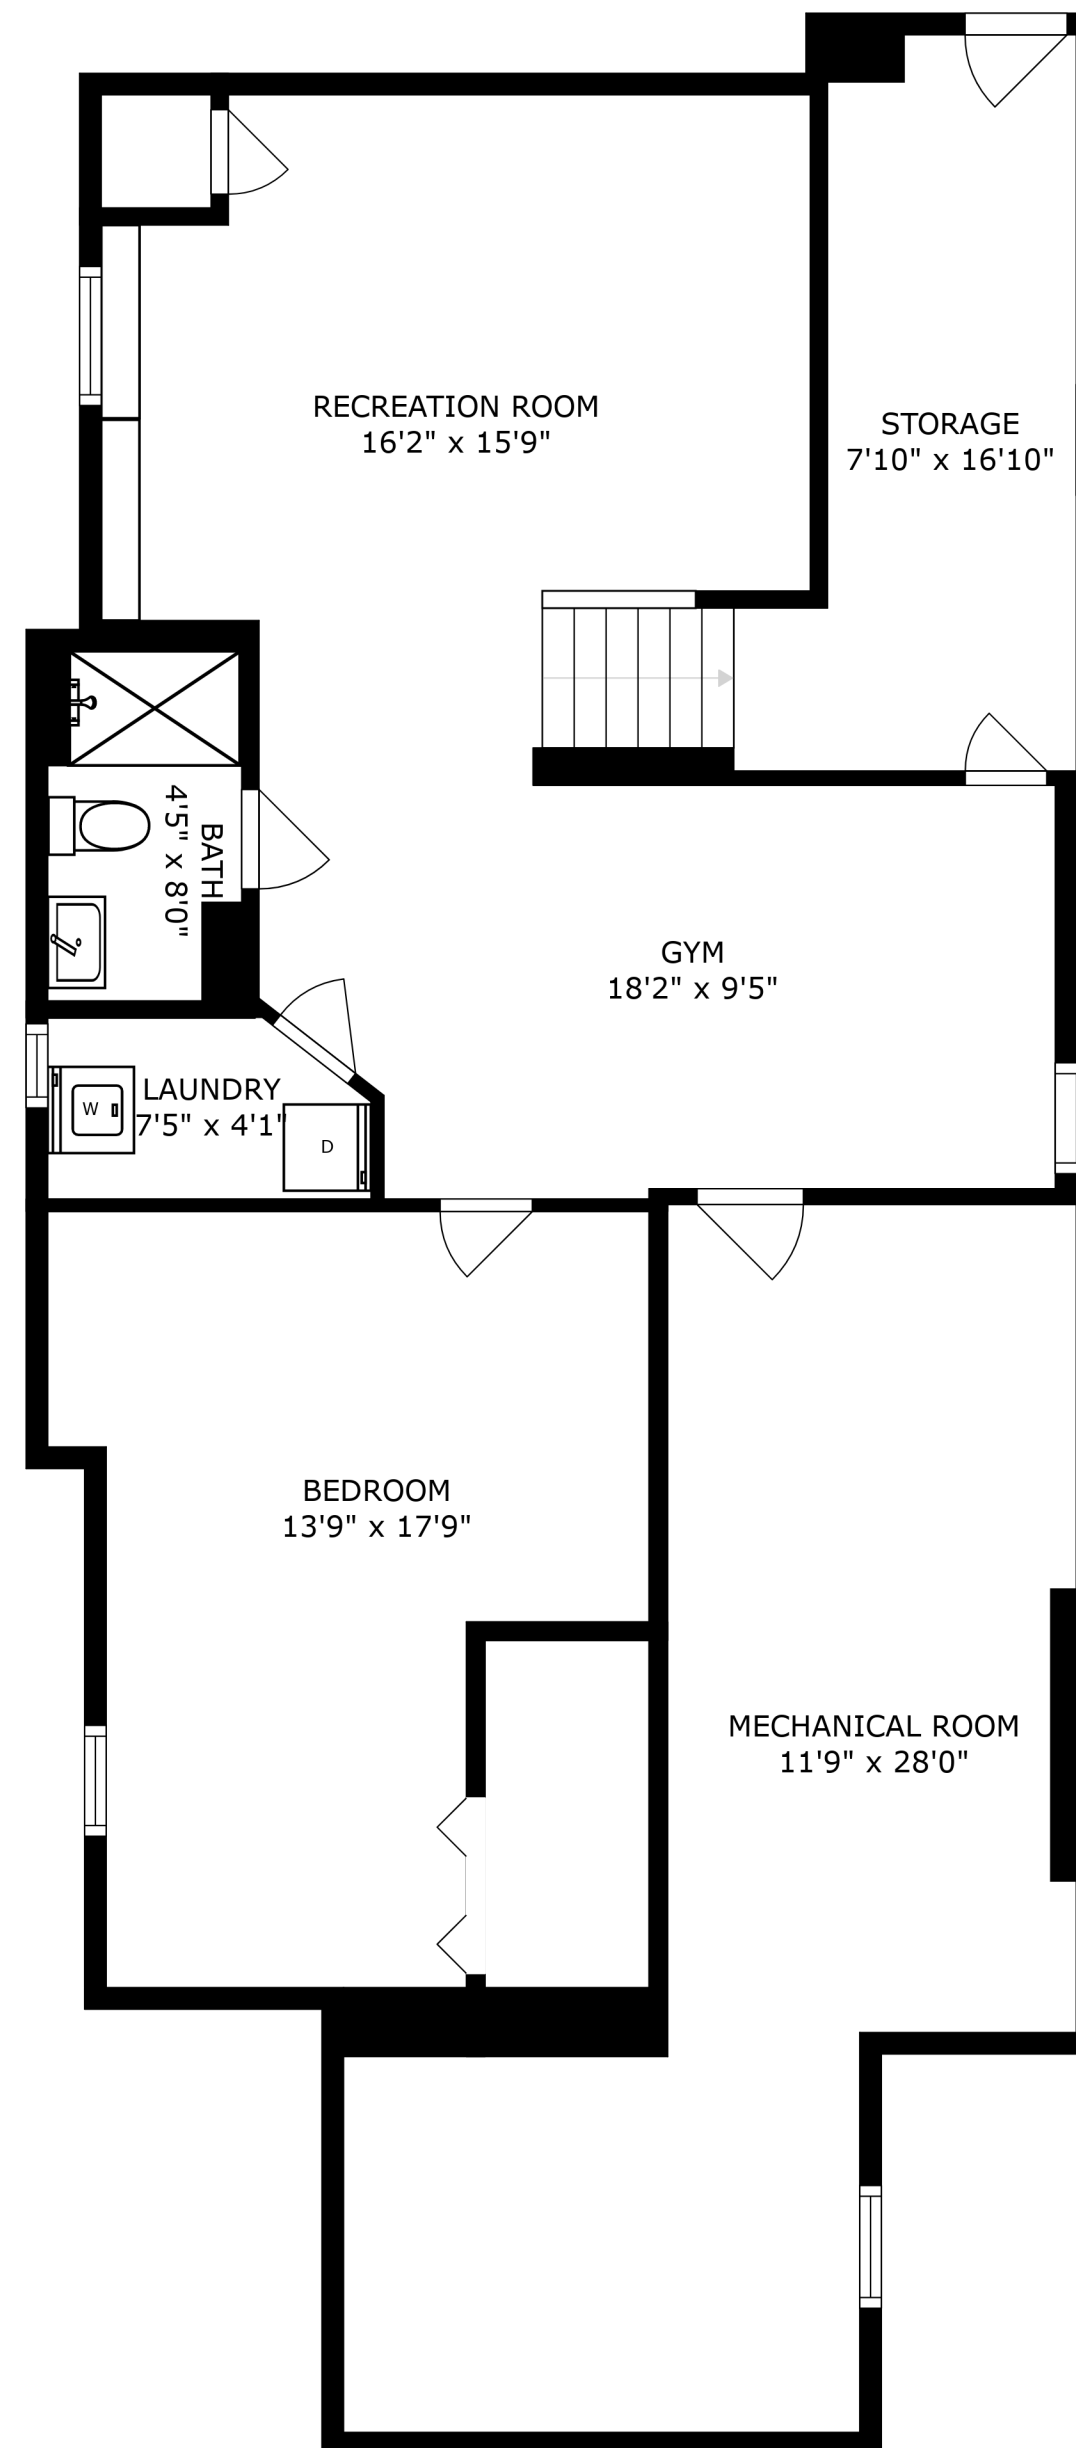 RECREATION ROOM
16'2" x 15'9"
STORAGE
7'10" x 16'10"
BATH
4'5" x 8'0"
GYM
18'2" x 9'5"
LAUNDRY
7'5" x 4'1"
W
D
BEDROOM
13'9" x 17'9"
MECHANICAL ROOM
11'9" x 28'0"